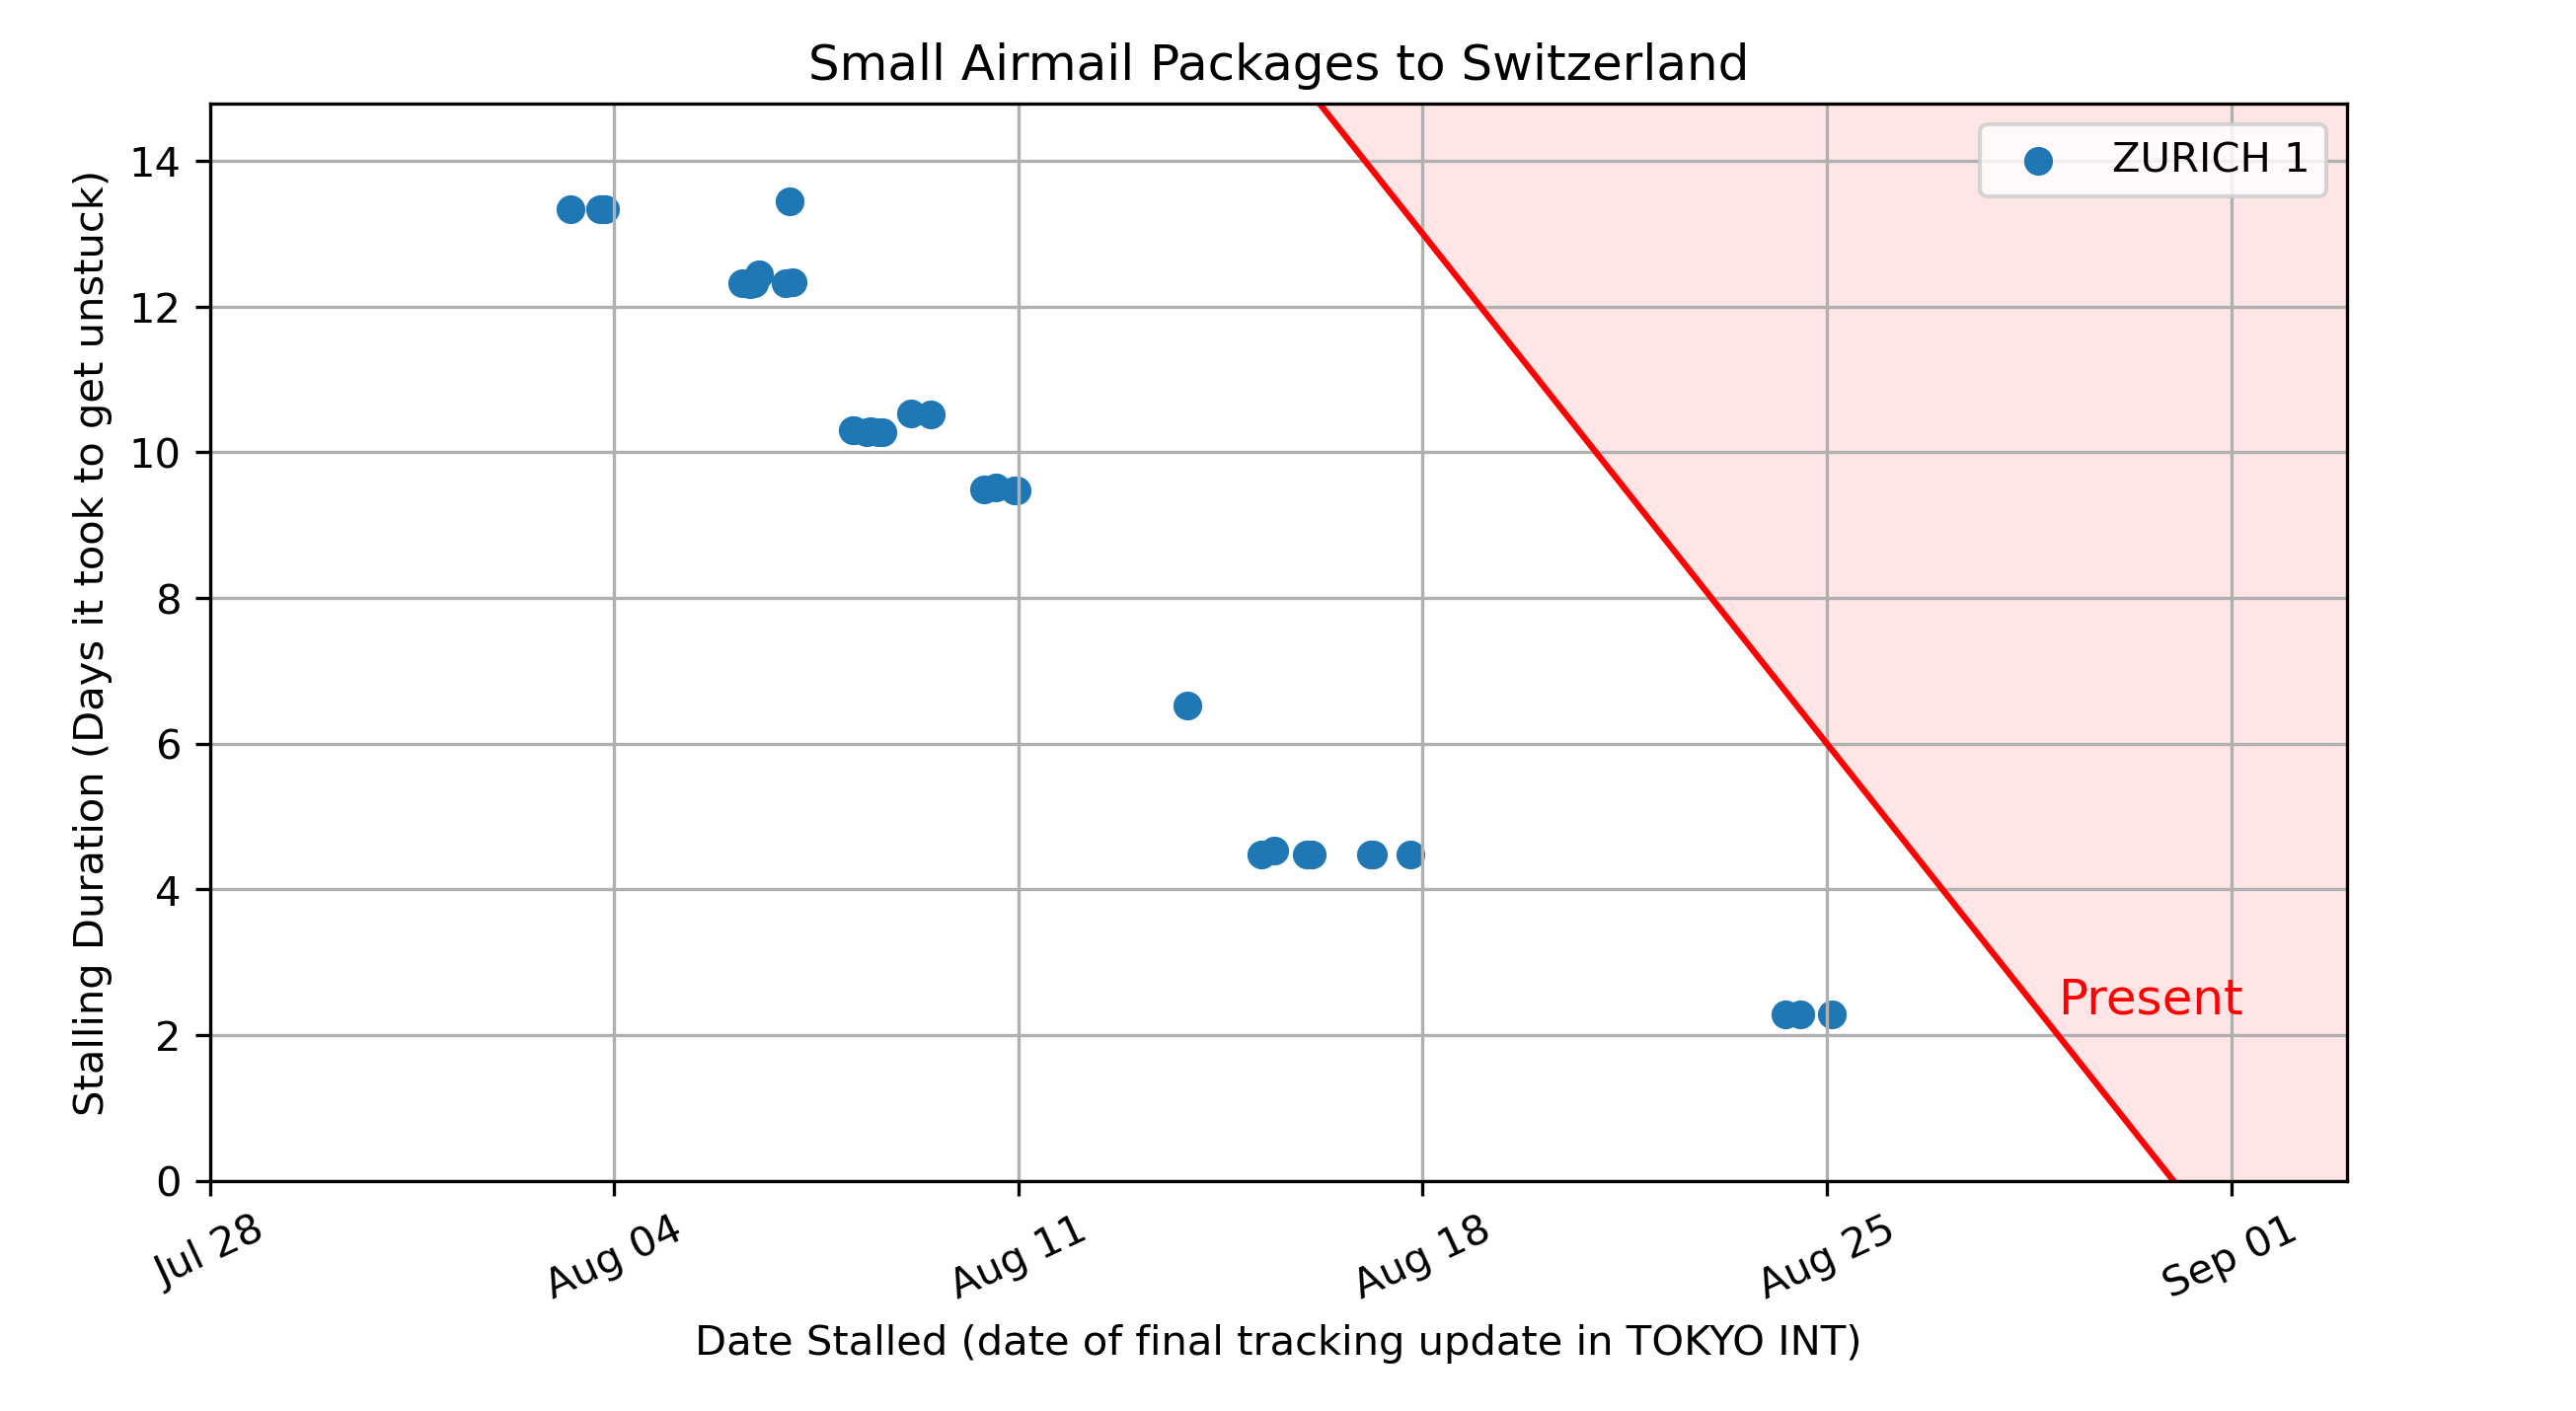 Small Airmail Packages to Switzerland
ZURICH 1
Stalling Duration (Days it took to get unstuck)
14
12
10
8
6
4
2
0
Present
Jul 28
Aug 04
Aug 11
Aug 18
Aug 25
Sep 01
Date Stalled (date of final tracking update in TOKYO INT)